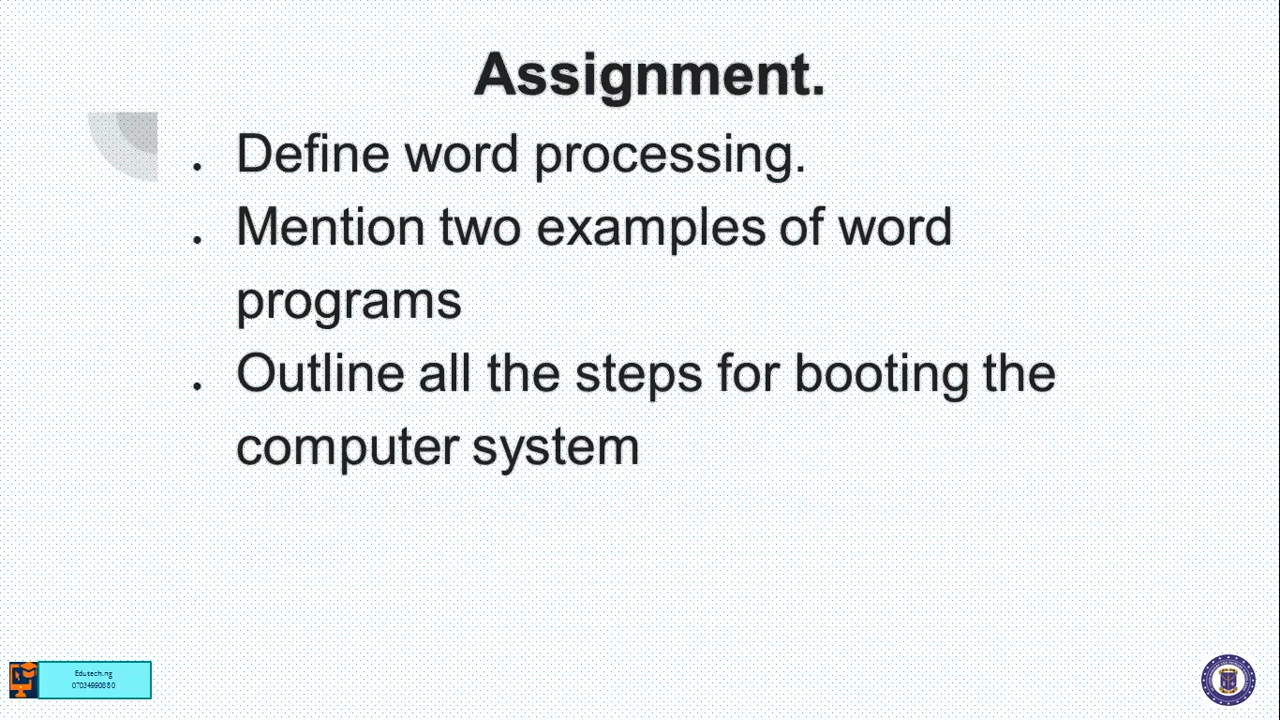 Assignment.
• Define word processing.
• Mention two examples of word
programs
• Outline all the steps for booting the
computer system
Edutech.ng